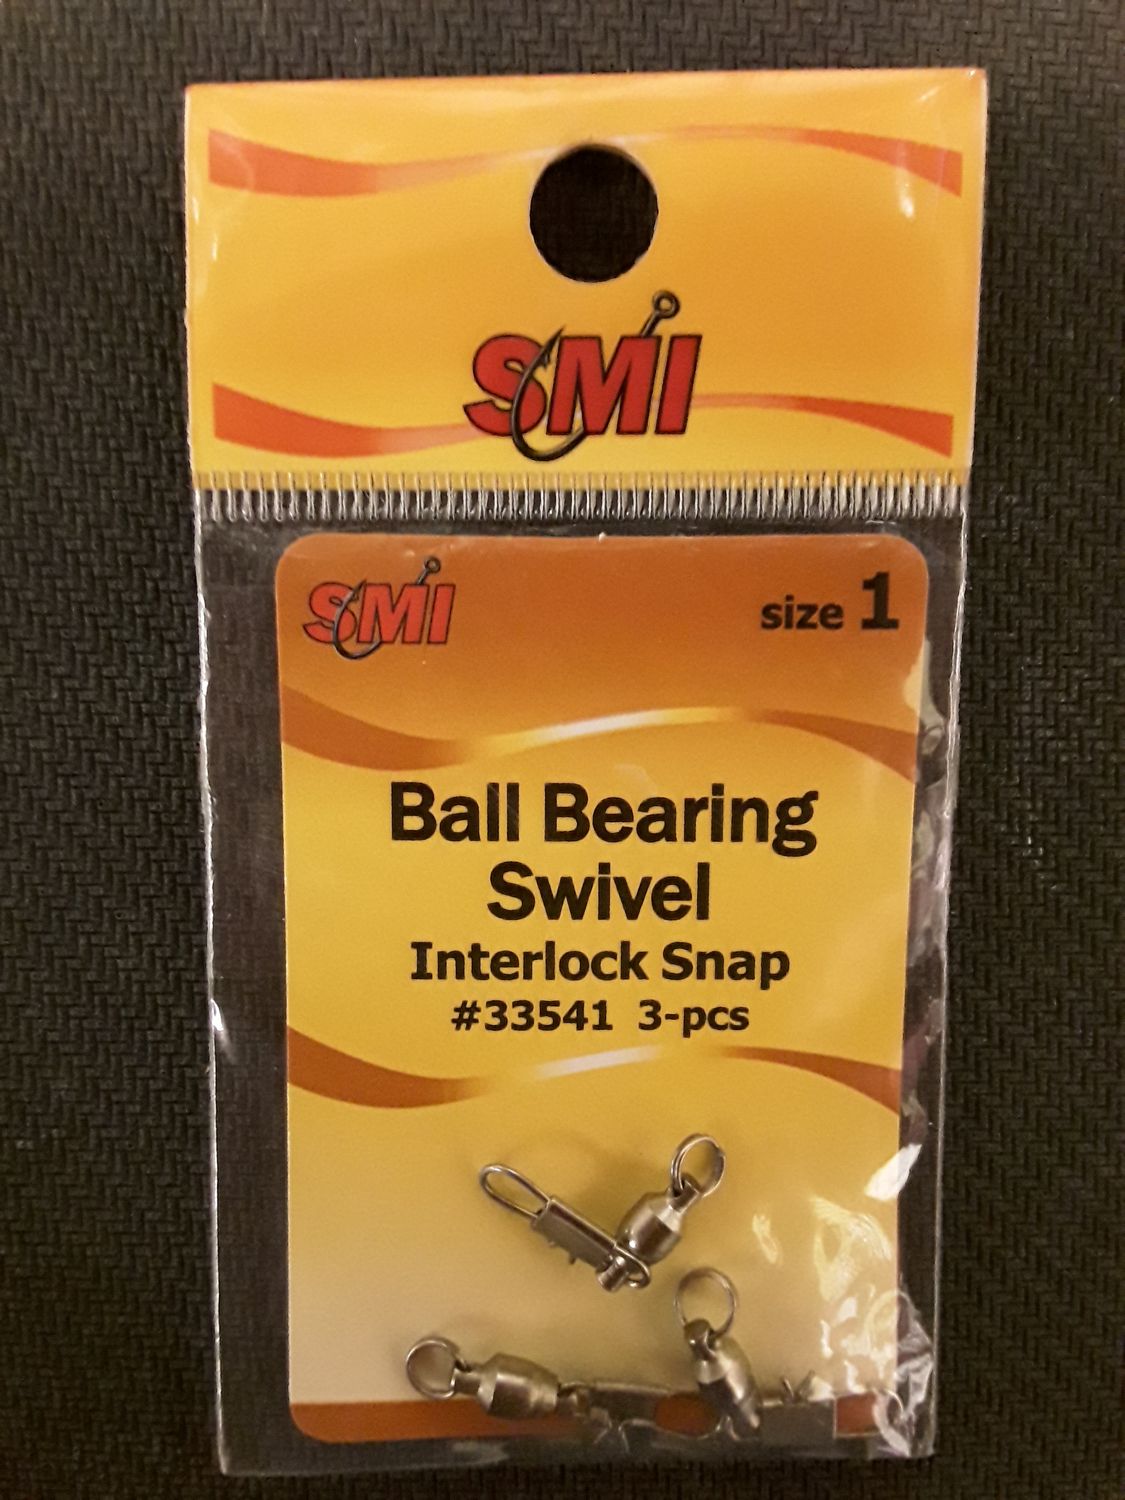 SMI
SMI
size 1
Ball Bearing
Swivel
Interlock Snap
#33541 3-pcs